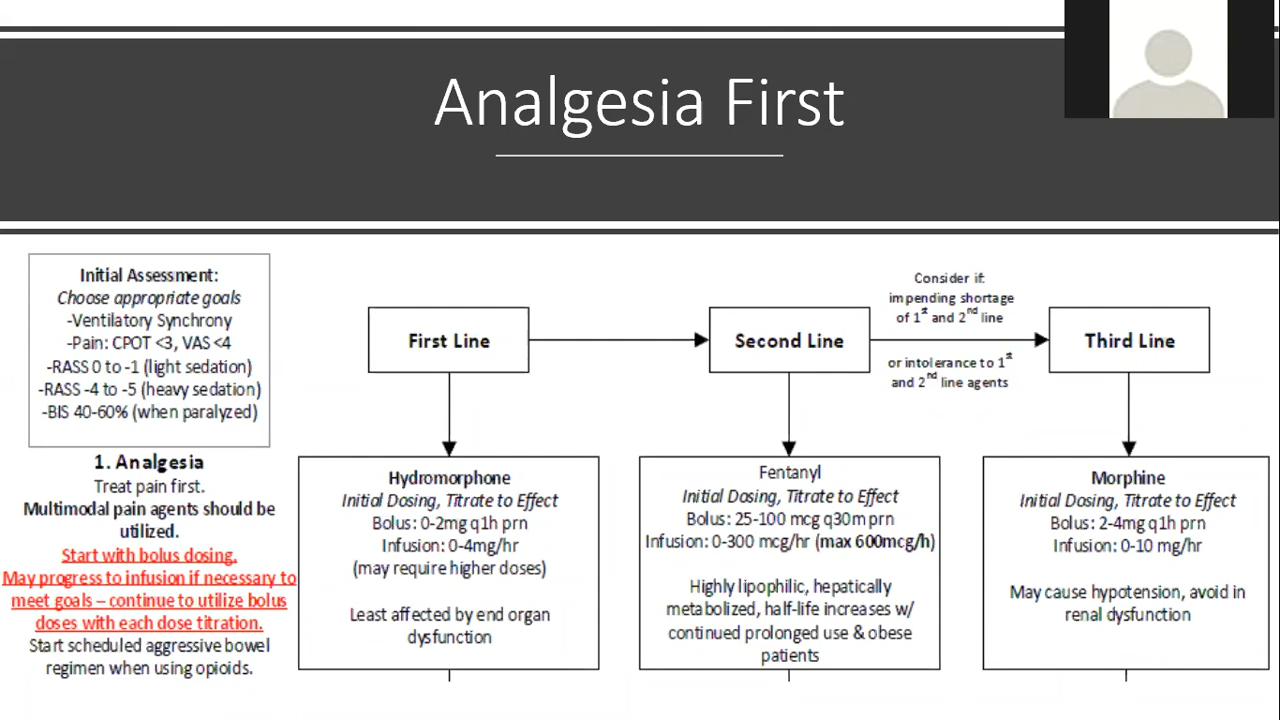 Analgesia First
Initial Assessment:
Choose appropriate goals
-Ventilatory Synchrony
-Pain: CPOT <3, VAS <4
-RASS 0 to -1 (light sedation)
-RASS -4 to -5 (heavy sedation)
-BIS 40-60% (when paralyzed)
1. Analgesia
Treat pain first.
Multimodal pain agents should be
utilized.
Start with bolus dosing.
May progress to infusion if necessary to
meet goals – continue to utilize bolus
doses with each dose titration.
Start scheduled aggressive bowel
regimen when using opioids.
First Line
Second Line
Consider if:
impending shortage
of 1st and 2nd line
or intolerance to 1st
and 2nd line agents
Third Line
Hydromorphone
Initial Dosing, Titrate to Effect
Bolus: 0-2mg q1h prn
Infusion: 0-4mg/hr
(may require higher doses)
Least affected by end organ
dysfunction
Fentanyl
Initial Dosing, Titrate to Effect
Bolus: 25-100 mcg q30m prn
Infusion: 0-300 mcg/hr (max 600mcg/h)
Highly lipophilic, hepatically
metabolized, half-life increases w/
continued prolonged use & obese
patients
Morphine
Initial Dosing, Titrate to Effect
Bolus: 2-4mg q1h prn
Infusion: 0-10 mg/hr
May cause hypotension, avoid in
renal dysfunction